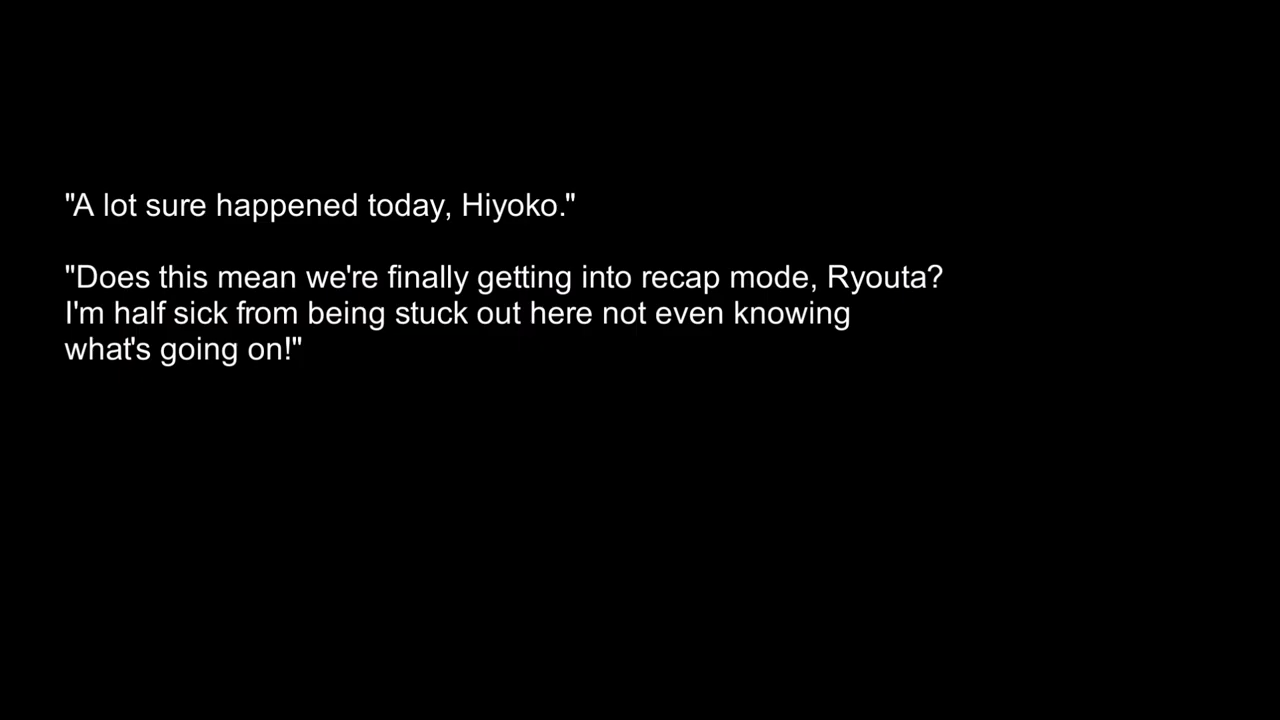 "A lot sure happened today, Hiyoko."
"Does this mean we're finally getting into recap mode, Ryouta?
I'm half sick from being stuck out here not even knowing
what's going on!"